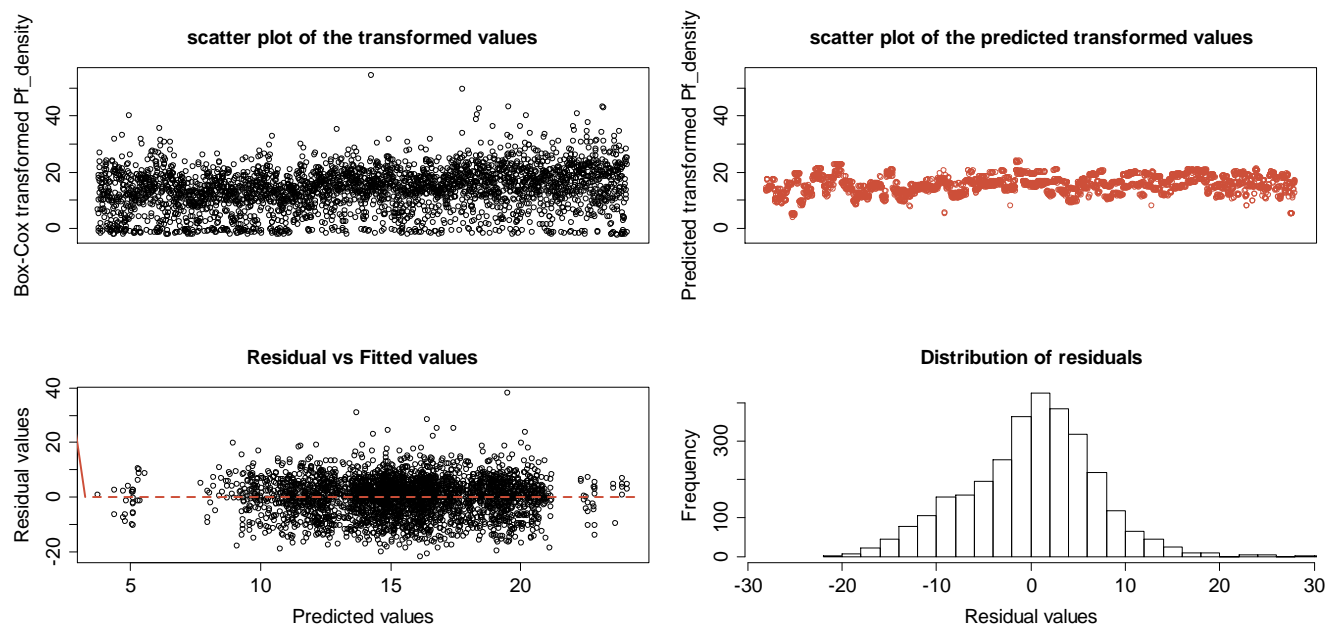 scatter plot of the transformed values
Box-Cox transformed Pf_density
0 20 40
scatter plot of the predicted transformed values
Predicted transformed Pf_density
0 20 40
Residual vs Fitted values
Residual values
-20 0 20 40
5 10 15 20
Predicted values
Distribution of residuals
Frequency
0 100 300
-30 -20 -10 0 10 20 30
Residual values